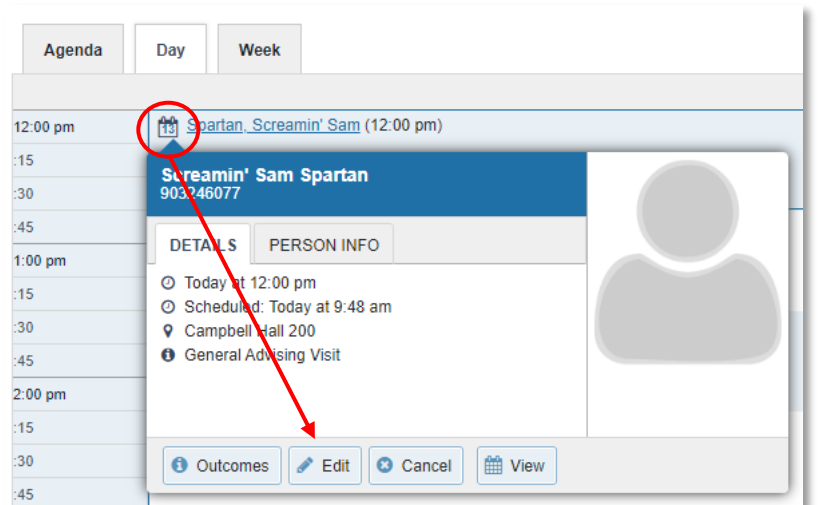 Agenda Day Week
12:00 pm 13 Spartan, Screamin' Sam (12:00 pm)
:15
Screamin' Sam Spartan
:30 903246077
:45
DETAILS PERSON INFO
1:00 pm
:15 Today at 12:00 pm
Scheduled: Today at 9:48 am
:30 Campbell Hall 200
:45 General Advising Visit
2:00 pm
:15
:30 Outcomes Edit Cancel View
:45